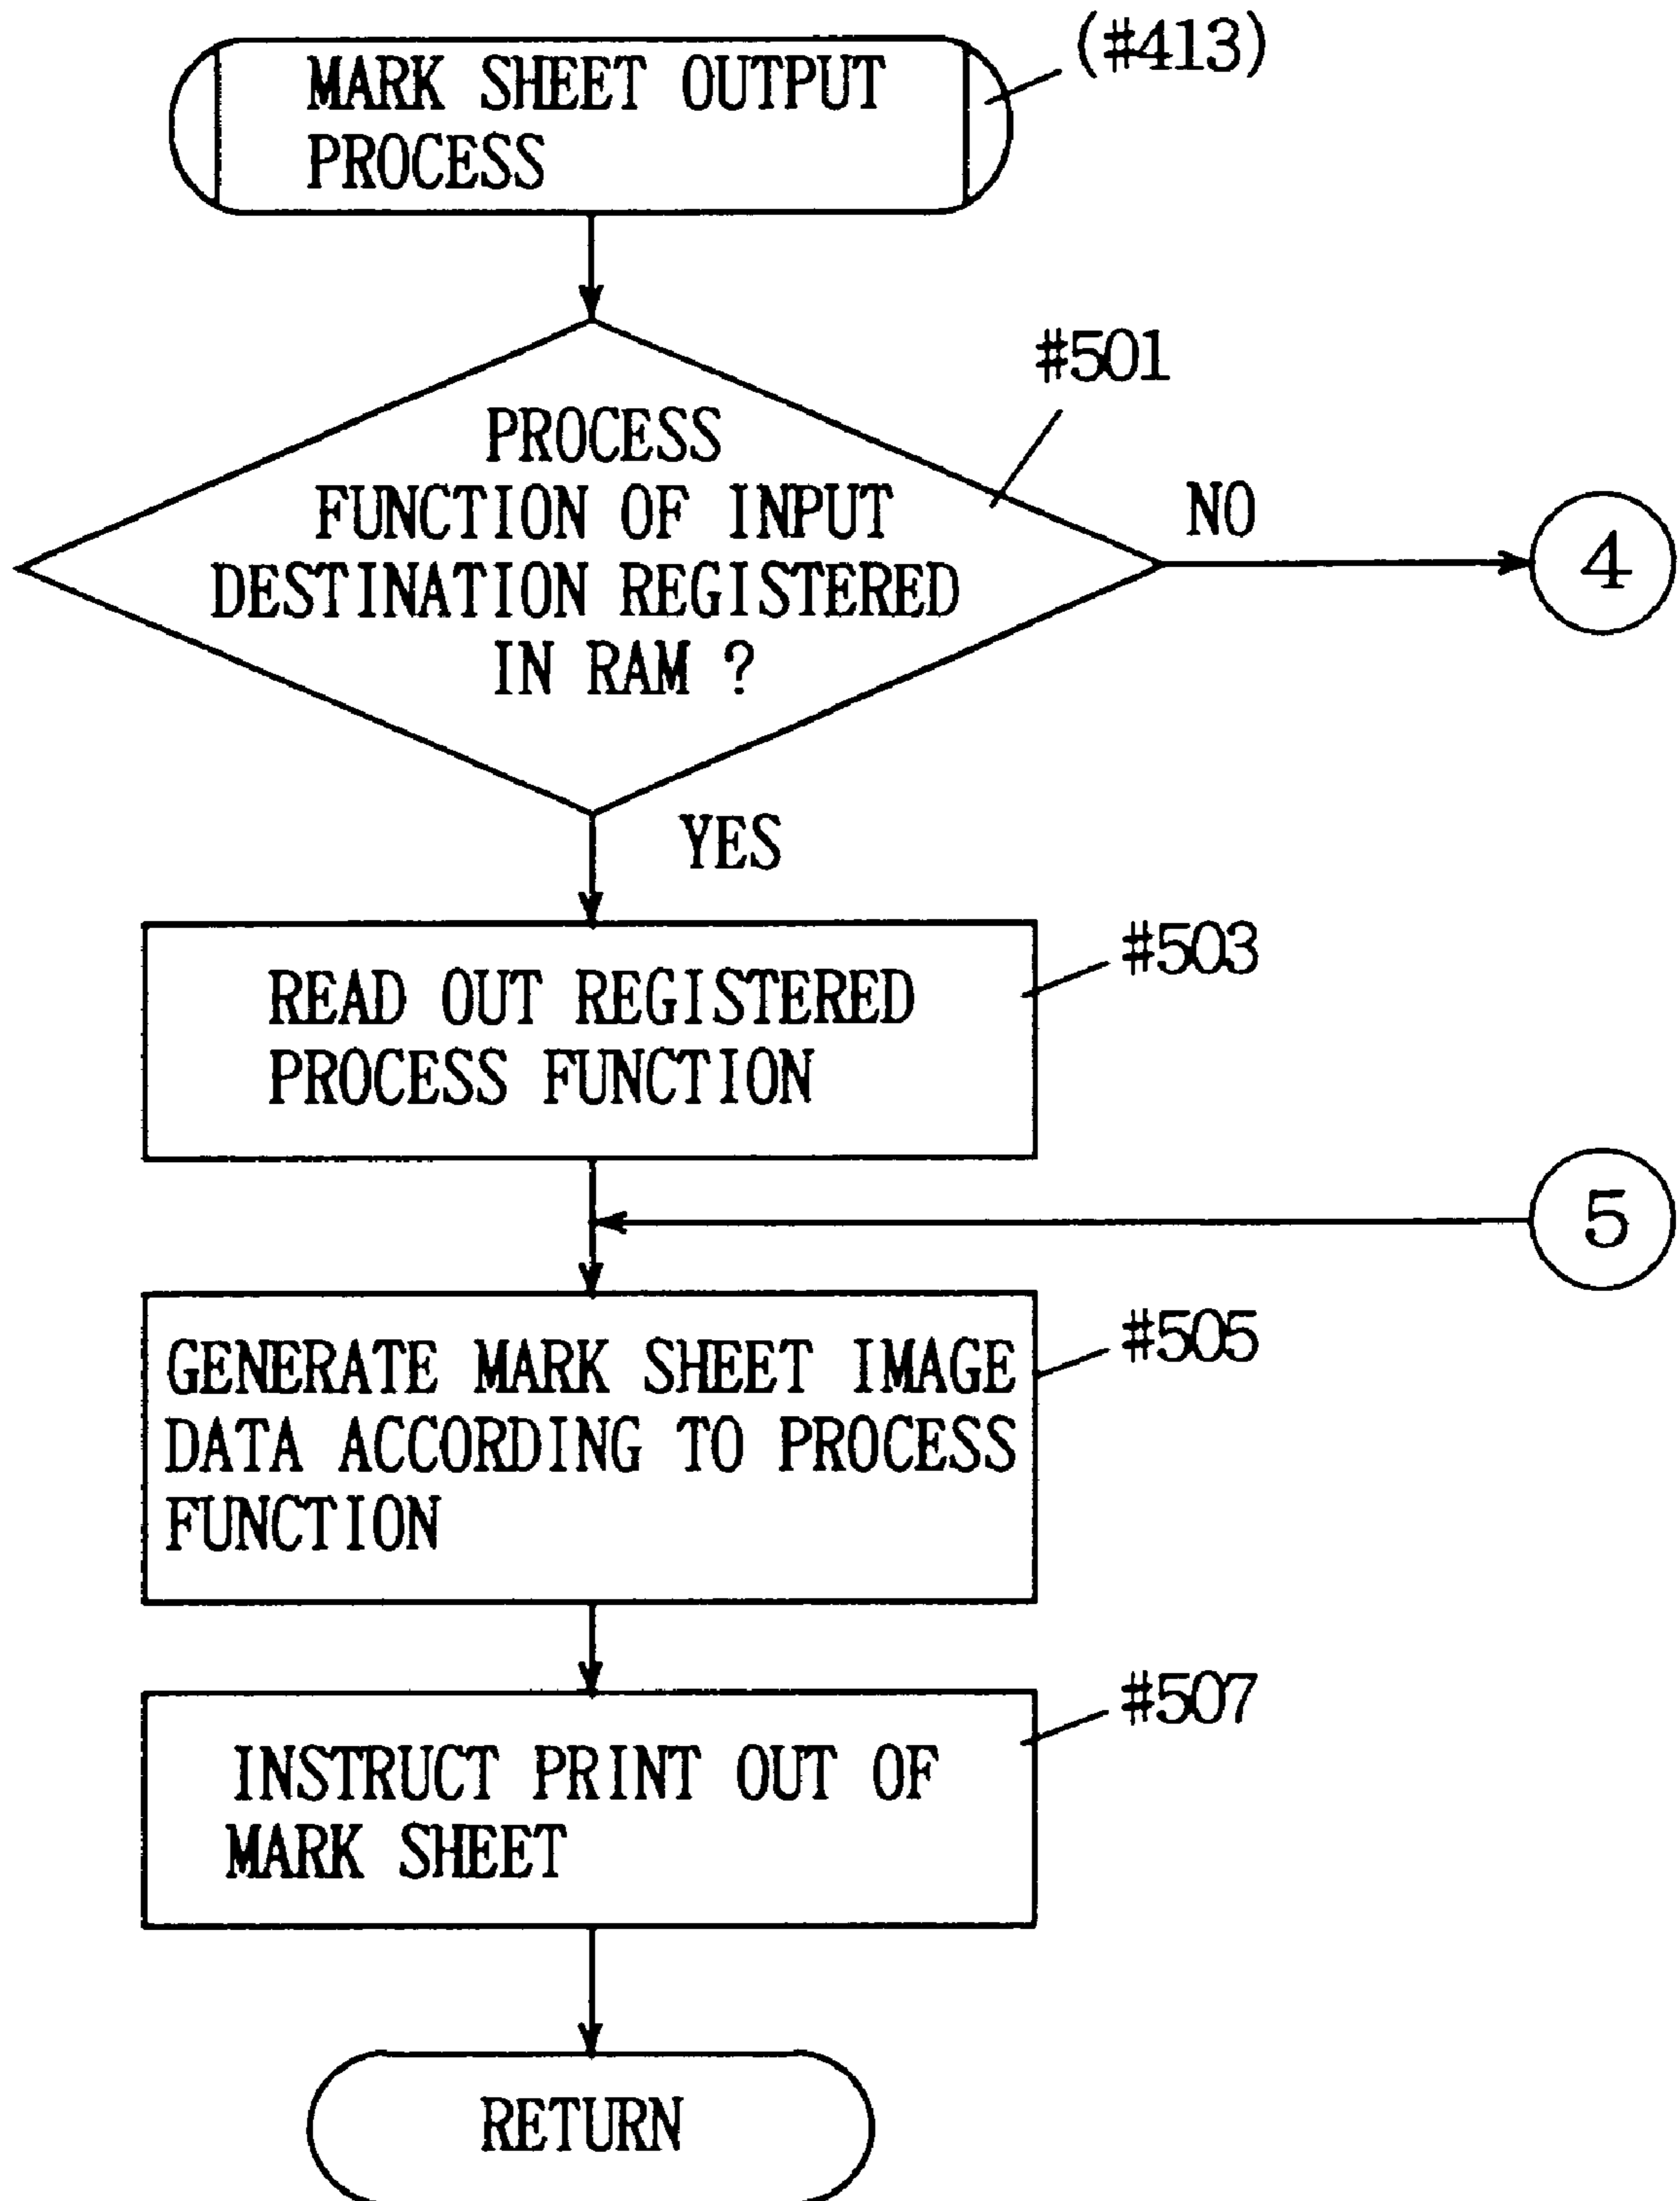 (#413)
MARK SHEET OUTPUT
PROCESS
#501
PROCESS
FUNCTION OF INPUT
DESTINATION REGISTERED
IN RAM ?
NO
4
YES
#503
READ OUT REGISTERED
PROCESS FUNCTION
5
#505
GENERATE MARK SHEET IMAGE
DATA ACCORDING TO PROCESS
FUNCTION
#507
INSTRUCT PRINT OUT OF
MARK SHEET
RETURN